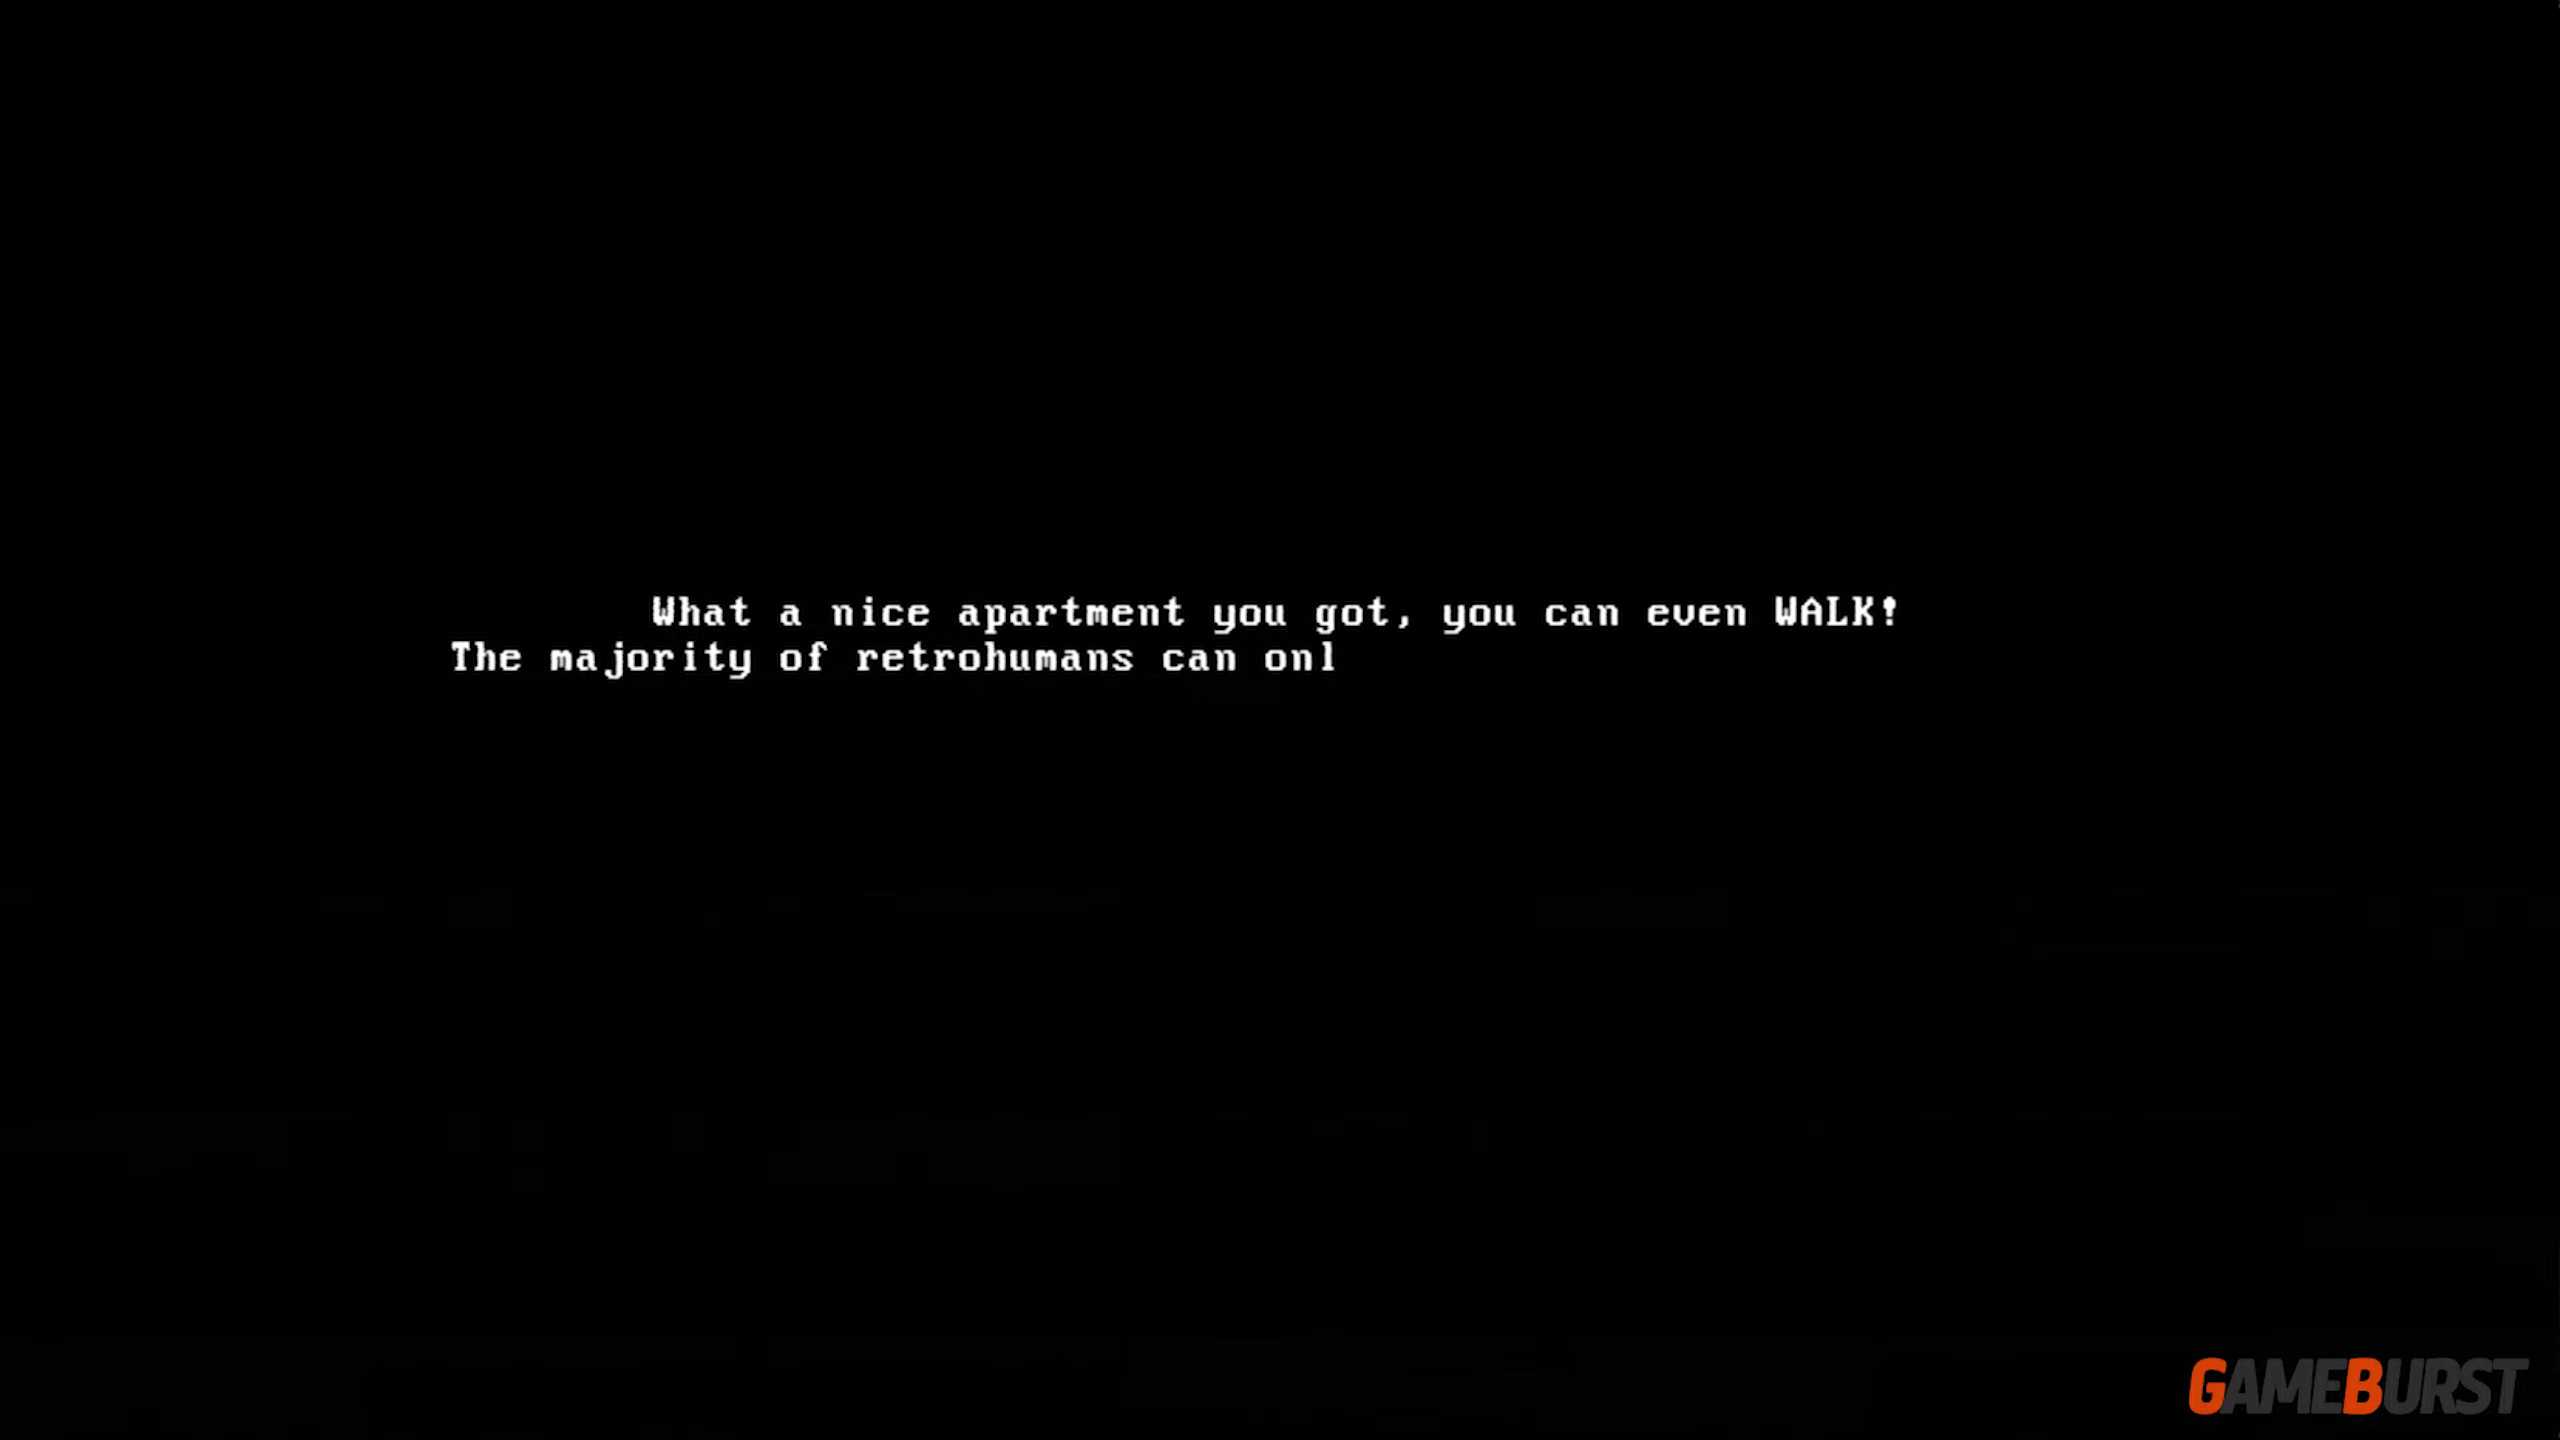 What a nice apartment you got, you can even WALK!
The majority of retrohumans can onl
GAMEBURST